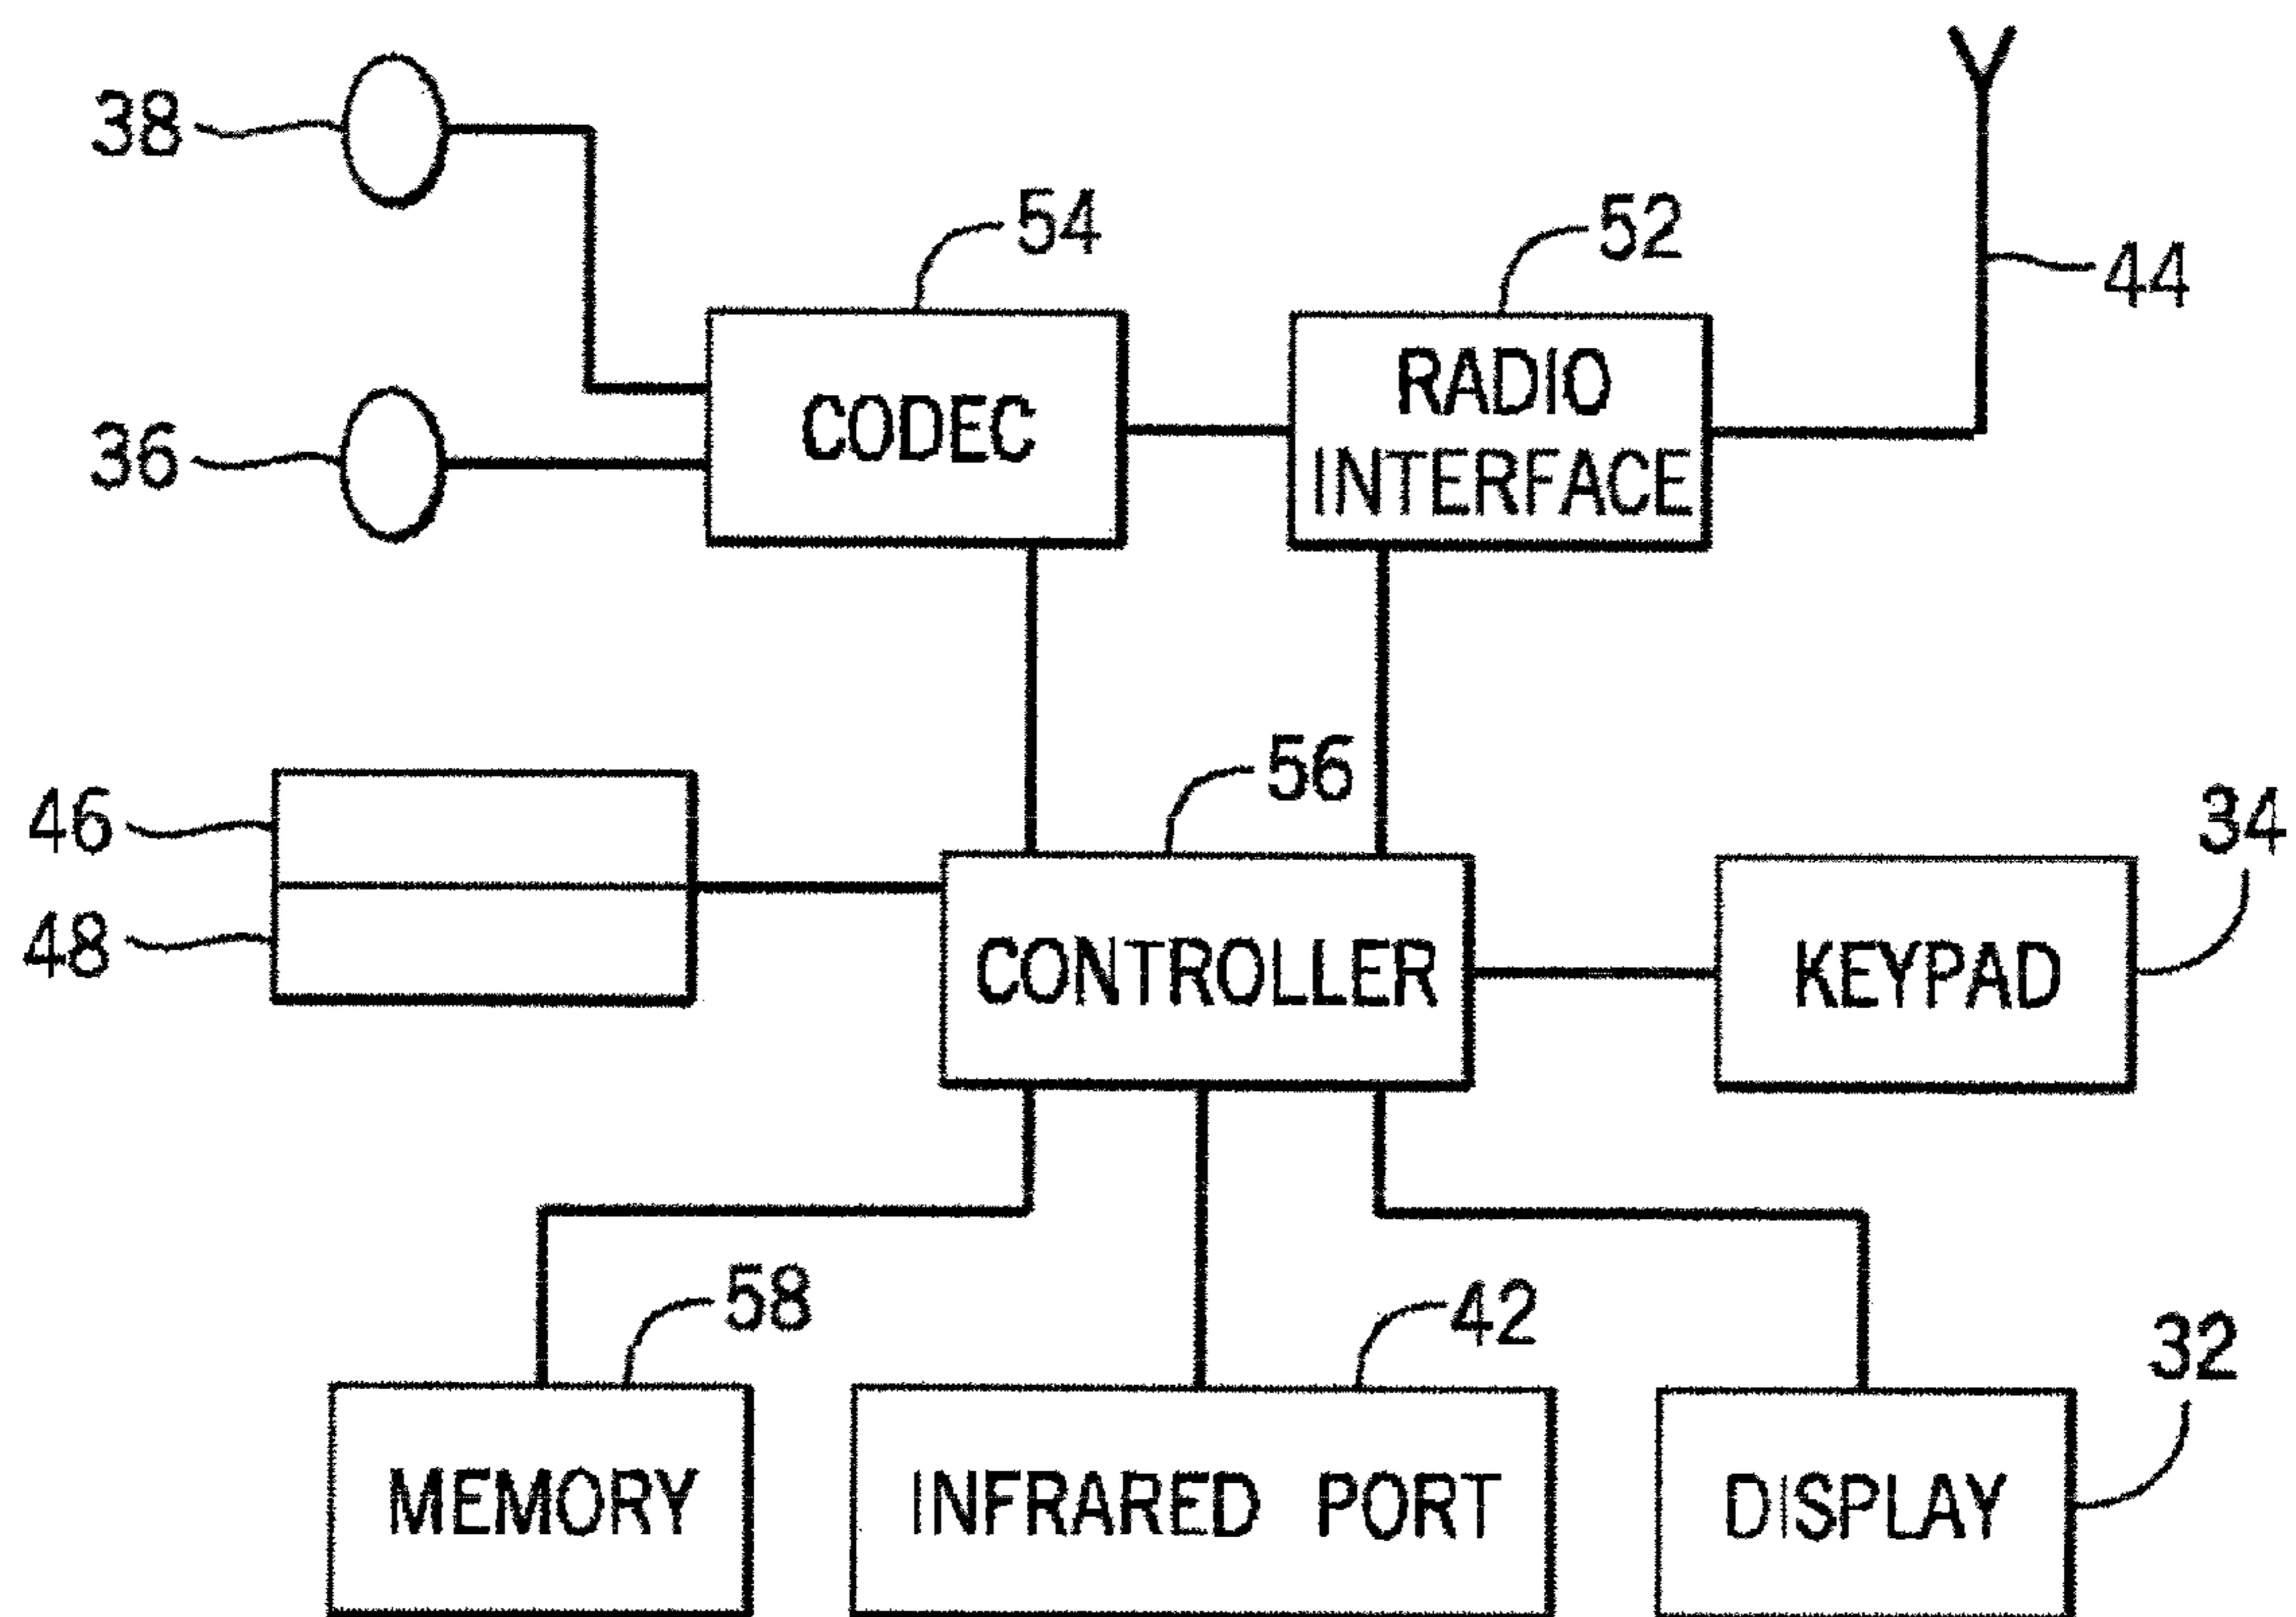 38
54
52
44
CODEC
RADIO
INTERFACE
36
56
46
34
48
CONTROLLER
KEYPAD
58
42
32
MEMORY
INFRARED PORT
DISPLAY